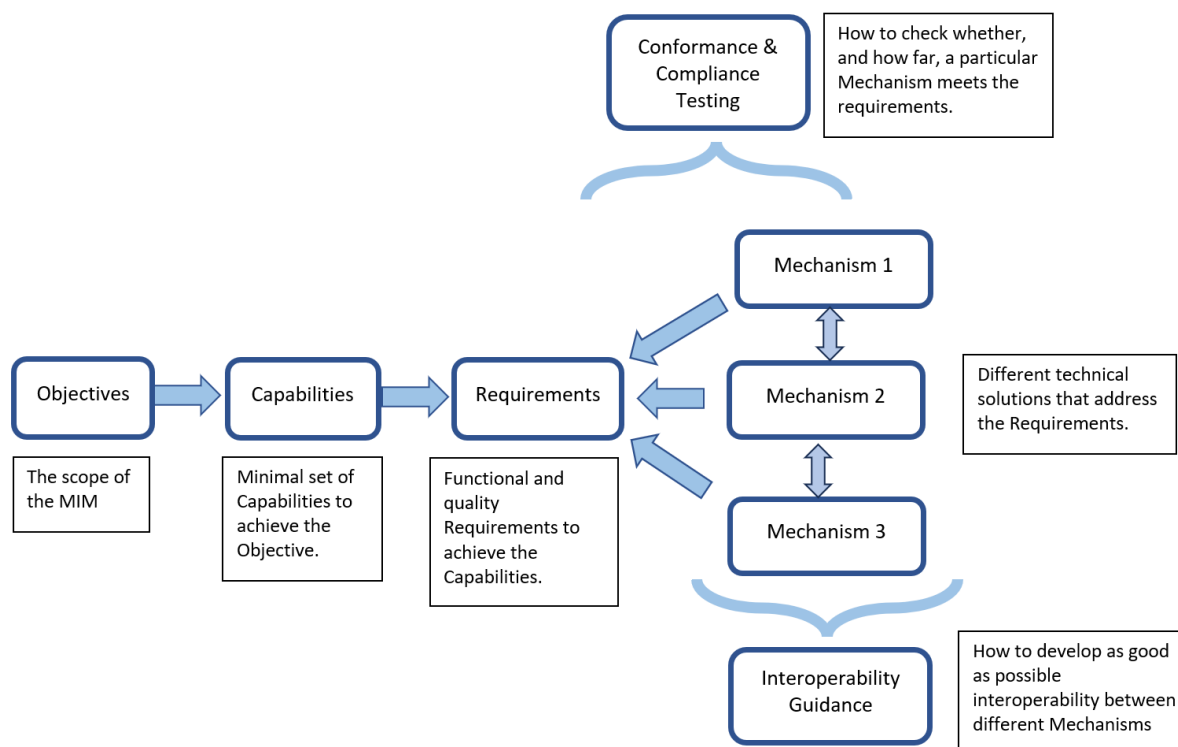 Conformance &
Compliance
Testing
How to check whether,
and how far, a particular
Mechanism meets the
requirements.
Mechanism 1
Objectives
Capabilities
Requirements
Mechanism 2
Different technical
solutions that address
the Requirements.
The scope of
the MIM
Minimal set of
Capabilities to
achieve the
Objective.
Functional and
quality
Requirements to
achieve the
Capabilities.
Mechanism 3
Interoperability
Guidance
How to develop as good
as possible
interoperability between
different Mechanisms